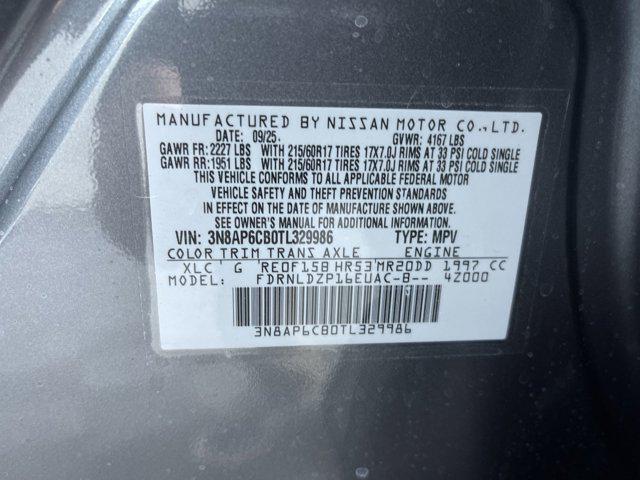 MANUFACTURED BY NISSAN MOTOR CO., LTD.
DATE 09/25 GVWR: 4167 LBS
GAWR FR: 2227 LBS WITH 215/60R17 TIRES 17X7.0J RIMS AT 33 PSI COLD SINGLE
GAWR RR: 1951 LBS WITH 215/60R17 TIRES 17X7.0J RIMS AT 33 PSI COLD SINGLE
THIS VEHICLE CONFORMS TO ALL APPLICABLE FEDERAL MOTOR
VEHICLE SAFETY AND THEFT PREVENTION STANDARDS
IN EFFECT ON THE DATE OF MANUFACTURE SHOWN ABOVE.
SEE OWNER'S MANUAL FOR ADDITIONAL INFORMATION.
VIN: 3N8AP6CB0TL329986 TYPE: MPV
COLOR TRIM TRANS AXLE ENGINE
XLC G RE0F15B HR53 MR20DD 1997 CC
MODEL: FDRNLDZP16EUAC-B-- 4Z000
3N8AP6CB0TL329986